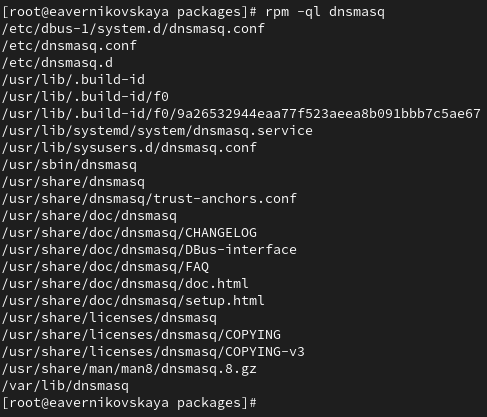 [root@eavernikovskaya packages]# rpm -ql dnsmasq
/etc/dbus-1/system.d/dnsmasq.conf
/etc/dnsmasq.conf
/etc/dnsmasq.d
/usr/lib/.build-id
/usr/lib/.build-id/f0
/usr/lib/.build-id/f0/9a26532944eaa77f523aeea8b091bbb7c5ae67
/usr/lib/systemd/system/dnsmasq.service
/usr/lib/sysusers.d/dnsmasq.conf
/usr/sbin/dnsmasq
/usr/share/dnsmasq
/usr/share/dnsmasq/trust-anchors.conf
/usr/share/doc/dnsmasq
/usr/share/doc/dnsmasq/CHANGELOG
/usr/share/doc/dnsmasq/DBus-interface
/usr/share/doc/dnsmasq/FAQ
/usr/share/doc/dnsmasq/doc.html
/usr/share/doc/dnsmasq/setup.html
/usr/share/licenses/dnsmasq
/usr/share/licenses/dnsmasq/COPYING
/usr/share/licenses/dnsmasq/COPYING-v3
/usr/share/man/man8/dnsmasq.8.gz
/var/lib/dnsmasq
[root@eavernikovskaya packages]#